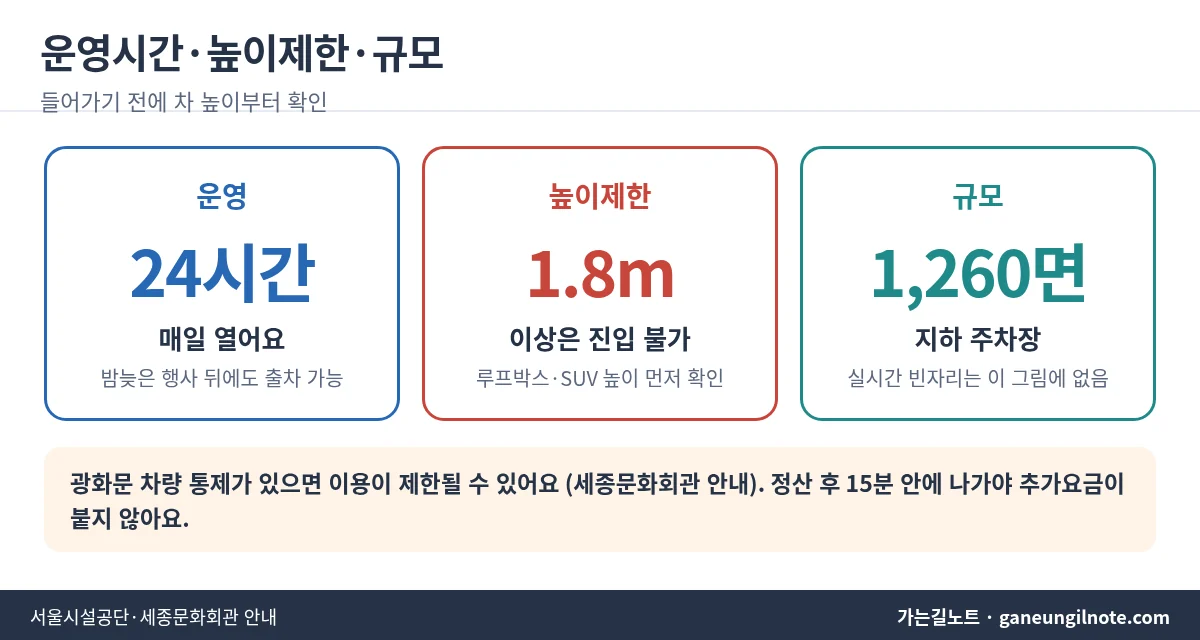 운영시간·높이제한·규모
들어가기 전에 차 높이부터 확인
운영
24시간
매일 열어요
밤늦은 행사 뒤에도 출차 가능
높이제한
1.8m
이상은 진입 불가
루프박스·SUV 높이 먼저 확인
규모
1,260면
지하 주차장
실시간 빈자리는 이 그림에 없음
광화문 차량 통제가 있으면 이용이 제한될 수 있어요 (세종문화회관 안내). 정산 후 15분 안에 나가야 추가요금이
붙지 않아요.
서울시설공단·세종문화회관 안내
가는길노트 · ganeungilnote.com